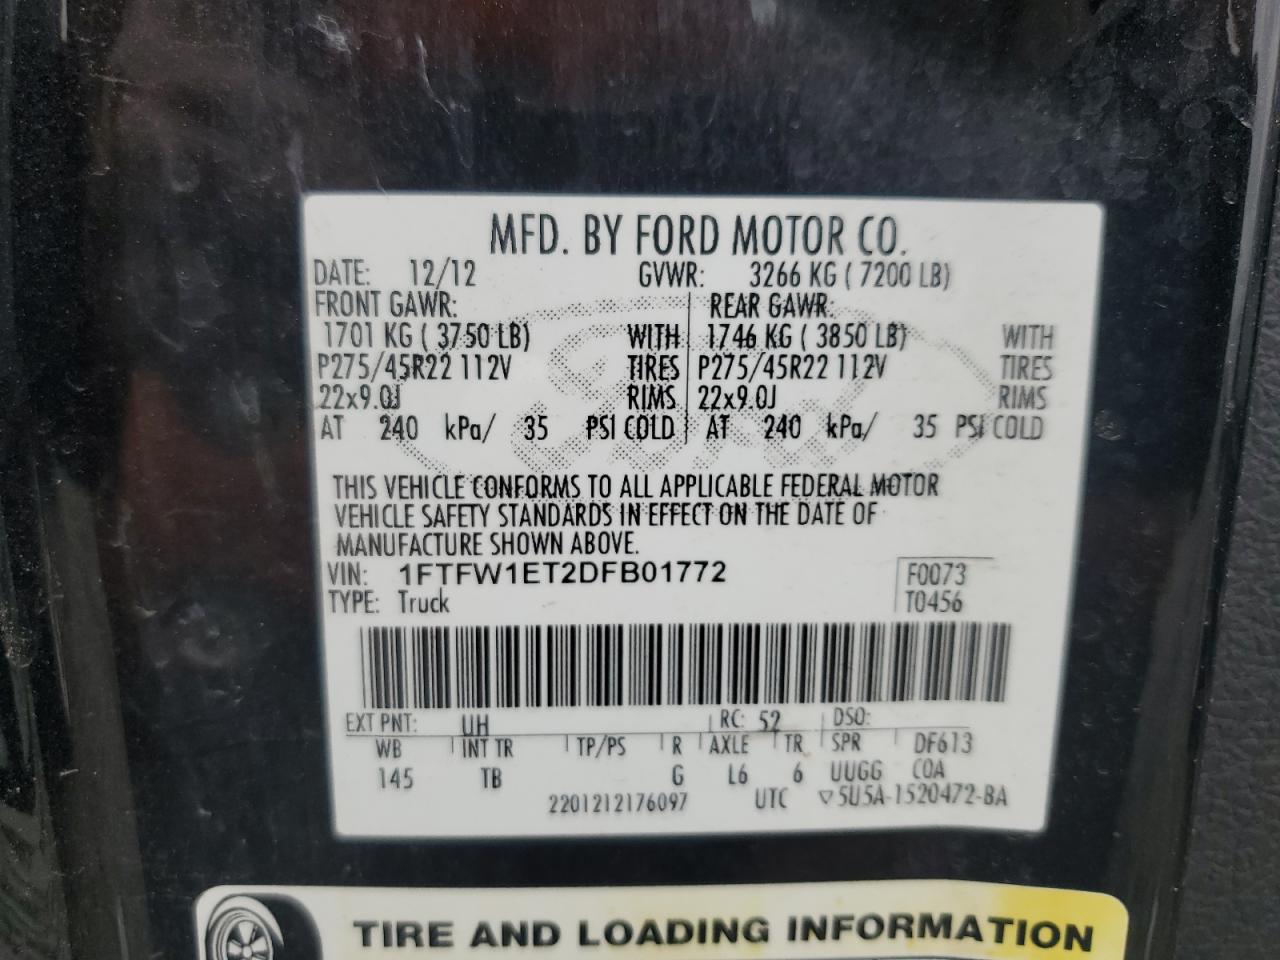 MFD. BY FORD MOTOR CO.
DATE: 12/12 GVWR: 3266 KG ( 7200 LB)
FRONT GAWR: REAR GAWR:
1701 KG ( 3750 LB) WITH 1746 KG ( 3850 LB) WITH
P275/45R22 112V TIRES P275/45R22 112V TIRES
22x9.0J RIMS 22x9.0J RIMS
AT 240 kPa/ 35 PSI COLD AT 240 kPa/ 35 PSI COLD
THIS VEHICLE CONFORMS TO ALL APPLICABLE FEDERAL MOTOR
VEHICLE SAFETY STANDARDS IN EFFECT ON THE DATE OF
MANUFACTURE SHOWN ABOVE.
VIN: 1FTFW1ET2DFB01772 F0073
TYPE: Truck T0456
EXT PNT: UH RC: 52 DSO:
WB INT TR TP/PS R AXLE TR SPR DF613
145 TB G L6 6 UUGG COA
2201212176097 UTC ▽5U5A-1520472-BA
TIRE AND LOADING INFORMATION